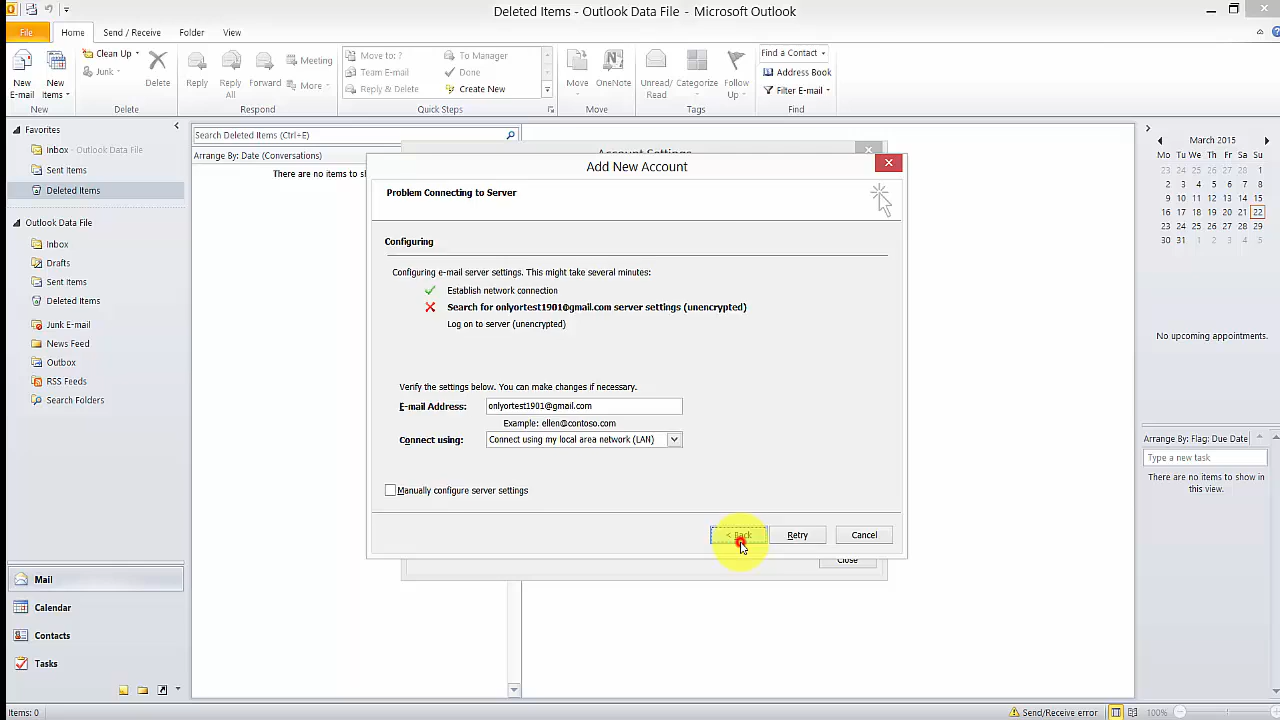 Deleted Items - Outlook Data File - Microsoft Outlook
File
Home
Send / Receive
Folder
View
New
E-mail
New
Items
Clean Up
Junk
Delete
Reply
Reply
All
Forward
Meeting
More
Move to: ?
Team E-mail
Reply & Delete
To Manager
Done
Create New
Move
OneNote
Unread/
Read
Categorize
Follow
Up
Find a Contact
Address Book
Filter E-mail
New
Delete
Respond
Quick Steps
Move
Tags
Find
Favorites
Inbox - Outlook Data File
Sent Items
Deleted Items
Outlook Data File
Inbox
Drafts
Sent Items
Deleted Items
Junk E-mail
News Feed
Outbox
RSS Feeds
Search Folders
Mail
Calendar
Contacts
Tasks
Search Deleted Items (Ctrl+E)
Arrange By: Date (Conversations)
There are no items to sh
Account Settings
Add New Account
Problem Connecting to Server
Configuring
Configuring e-mail server settings. This might take several minutes:
Establish network connection
Search for onlyortest1901@gmail.com server settings (unencrypted)
Log on to server (unencrypted)
Verify the settings below. You can make changes if necessary.
E-mail Address: onlyortest1901@gmail.com
Example: ellen@contoso.com
Connect using: Connect using my local area network (LAN)
Manually configure server settings
< Back
Retry
Cancel
Close
March 2015
Mo Tu We Th Fr Sa Su
23 24 25 26 27 28 1
2 3 4 5 6 7 8
9 10 11 12 13 14 15
16 17 18 19 20 21 22
23 24 25 26 27 28 29
30 31 1 2 3 4 5
No upcoming appointments.
Arrange By: Flag: Due Date
Type a new task
There are no items to show in
this view.
Items: 0
Send/Receive error
100%